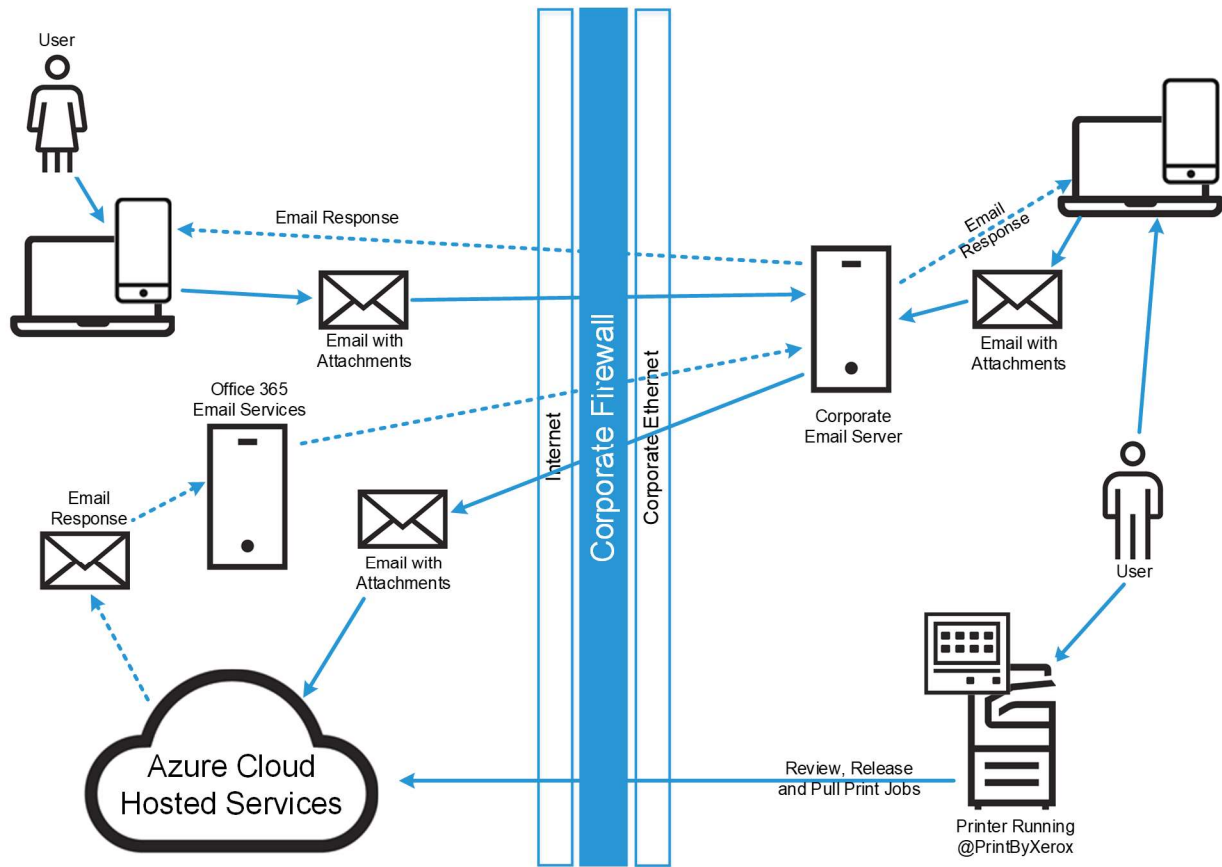 User
Email Response
Email with
Attachments
Office 365
Email Services
Email
Response
Email with
Attachments
Azure Cloud
Hosted Services
Internet
Corporate Firewall
Corporate Ethernet
Email
Response
Email with
Attachments
Corporate
Email Server
User
Review, Release
and Pull Print Jobs
Printer Running
@PrintByXerox